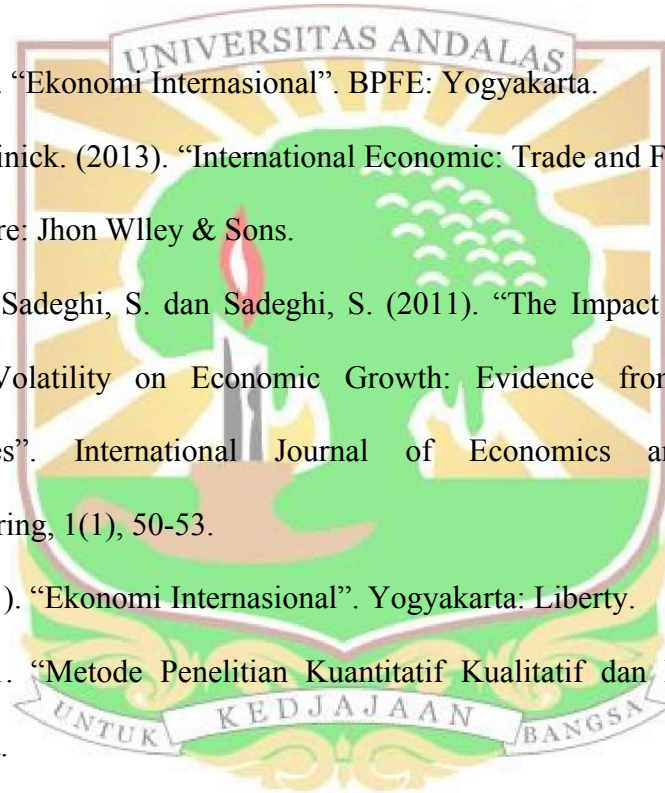 UNIVERSITAS ANDALAS
. "Ekonomi Internasional". BPFE: Yogyakarta.
inick. (2013). "International Economic: Trade and F
re: Jhon Wlley & Sons.
Sadeghi, S. dan Sadeghi, S. (2011). "The Impact
Volatility on Economic Growth: Evidence fro
es". International Journal of Economics a
ring, 1(1), 50-53.
). "Ekonomi Internasional". Yogyakarta: Liberty.
. "Metode Penelitian Kuantitatif Kualitatif dan
UNTUK KEDJAJAAN BANGSA
.